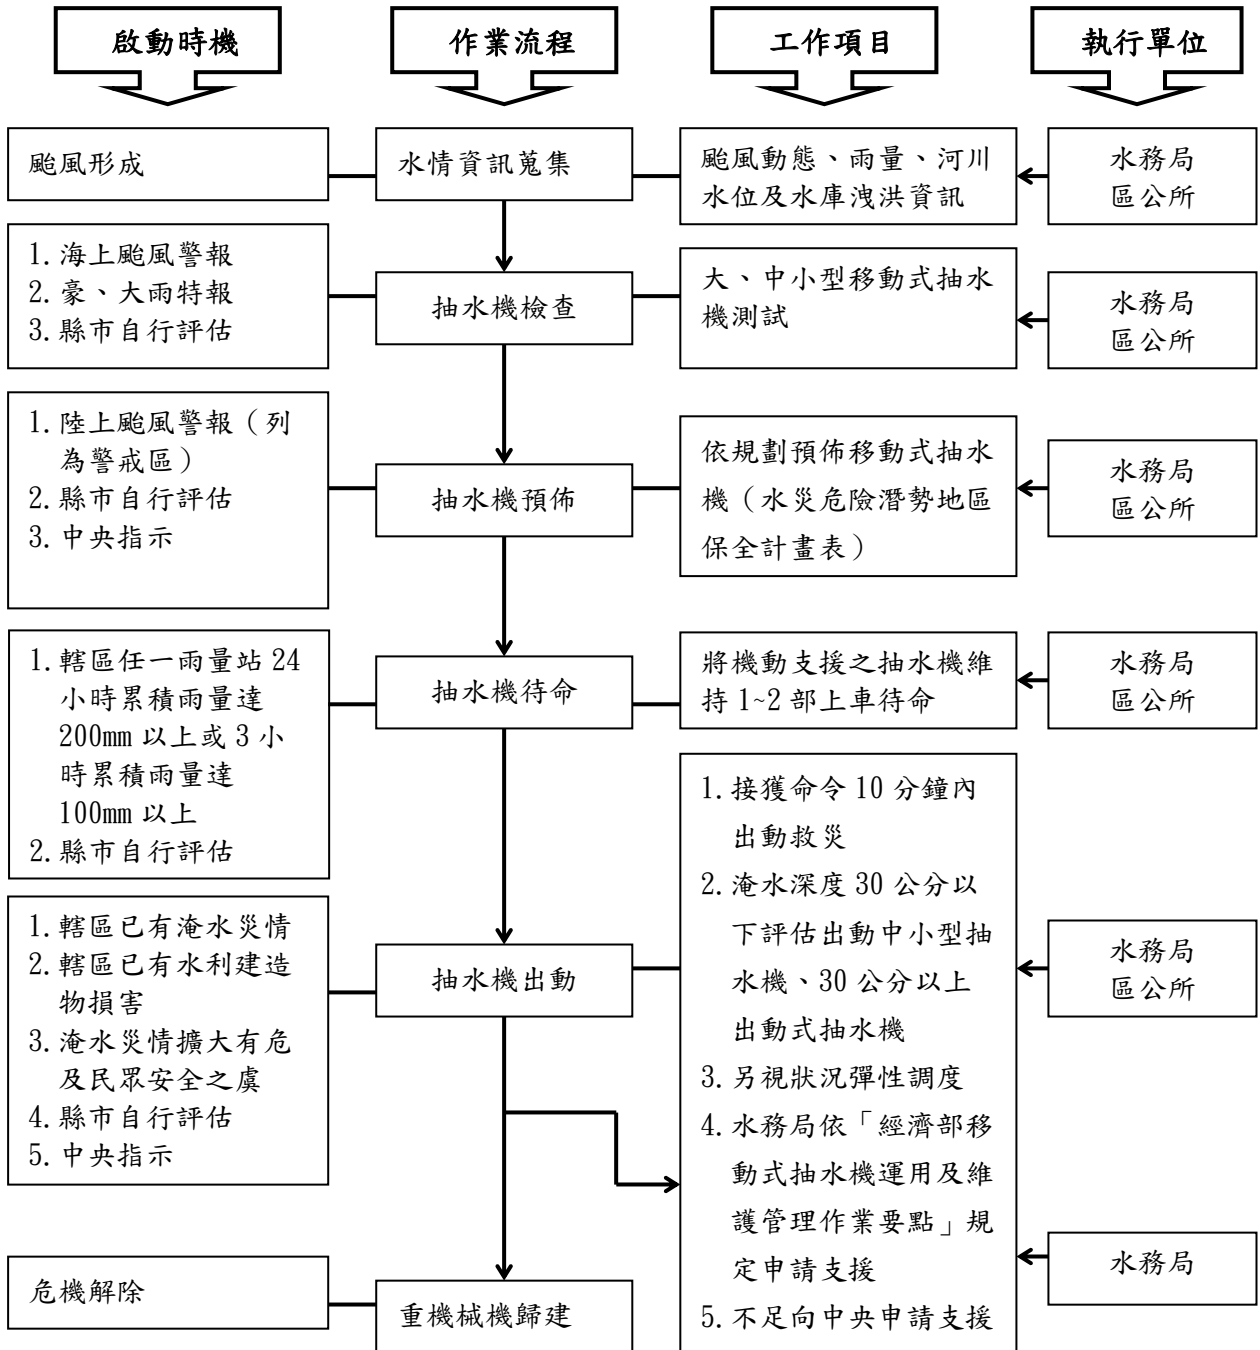 啟動時機
作業流程
工作項目
執行單位
颱風形成
水情資訊蒐集
颱風動態、雨量、河川
水位及水庫洩洪資訊
水務局
區公所
1.海上颱風警報
2.豪、大雨特報
3.縣市自行評估
抽水機檢查
大、中小型移動式抽水
機測試
水務局
區公所
1.陸上颱風警報（列
為警戒區）
2.縣市自行評估
3.中央指示
抽水機預佈
依規劃預佈移動式抽水
機（水災危險潛勢地區
保全計畫表）
水務局
區公所
1.轄區任一雨量站 24
小時累積雨量達
200mm 以上或 3 小
時累積雨量達
100mm 以上
2.縣市自行評估
抽水機待命
將機動支援之抽水機維
持 1~2 部上車待命
水務局
區公所
1.轄區已有淹水災情
2.轄區已有水利建造
物損害
3.淹水災情擴大有危
及民眾安全之虞
4.縣市自行評估
5.中央指示
抽水機出動
1.接獲命令 10 分鐘內
出動救災
2.淹水深度 30 公分以
下評估出動中小型抽
水機、30 公分以上
出動式抽水機
3.另視狀況彈性調度
4.水務局依「經濟部移
動式抽水機運用及維
護管理作業要點」規
定申請支援
5.不足向中央申請支援
水務局
區公所
水務局
危機解除
重機械機歸建